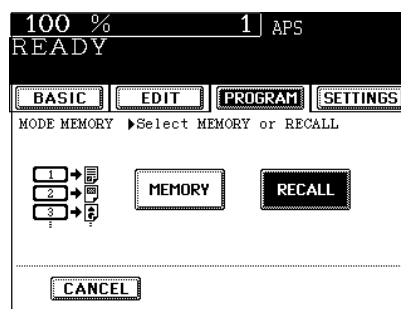 100 % 1 APS
READY
BASIC EDIT PROGRAM SETTINGS
MODE MEMORY ▶Select MEMORY or RECALL
1
2
3
MEMORY RECALL
CANCEL